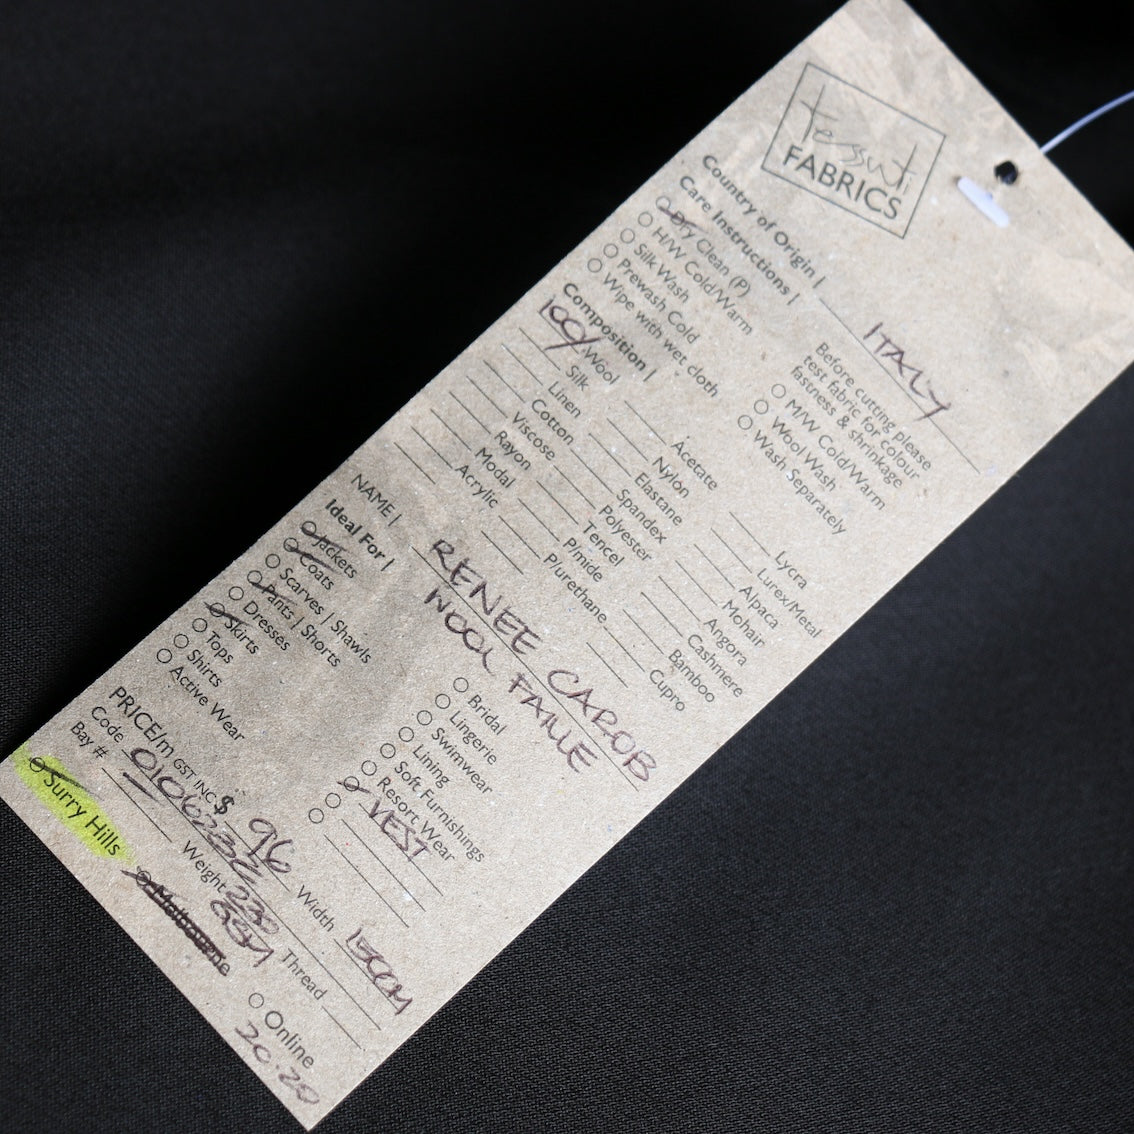 tessuti
FABRICS
Country of Origin | ITALY
Care Instructions |
Dry Clean (P)
H/W Cold/Warm
Silk Wash
Prewash Cold
Wipe with wet cloth
Before cutting please
test fabric for colour
fastness & shrinkage
M/W Cold/Warm
Wool Wash
Wash Separately
Composition |
100% Wool
Silk
Linen
Cotton
Viscose
Rayon
Modal
Acrylic
Acetate
Nylon
Elastane
Spandex
Polyester
Tencel
P/mide
P/urethane
Lycra
Lurex/Metal
Alpaca
Mohair
Angora
Cashmere
Bamboo
Cupro
NAME | RENEE CAROB
WOOL FAILLE
Ideal For |
Jackets
Coats
Scarves | Shawls
Pants | Shorts
Dresses
Skirts
Tops
Shirts
Active Wear
Bridal
Lingerie
Swimwear
Lining
Soft Furnishings
Resort Wear
VEST
PRICE/m GST INC $ 96 Width 150CM
Code Weight 230 Thread
GSM
Bay #
Surry Hills
Melbourne
Online
20.20